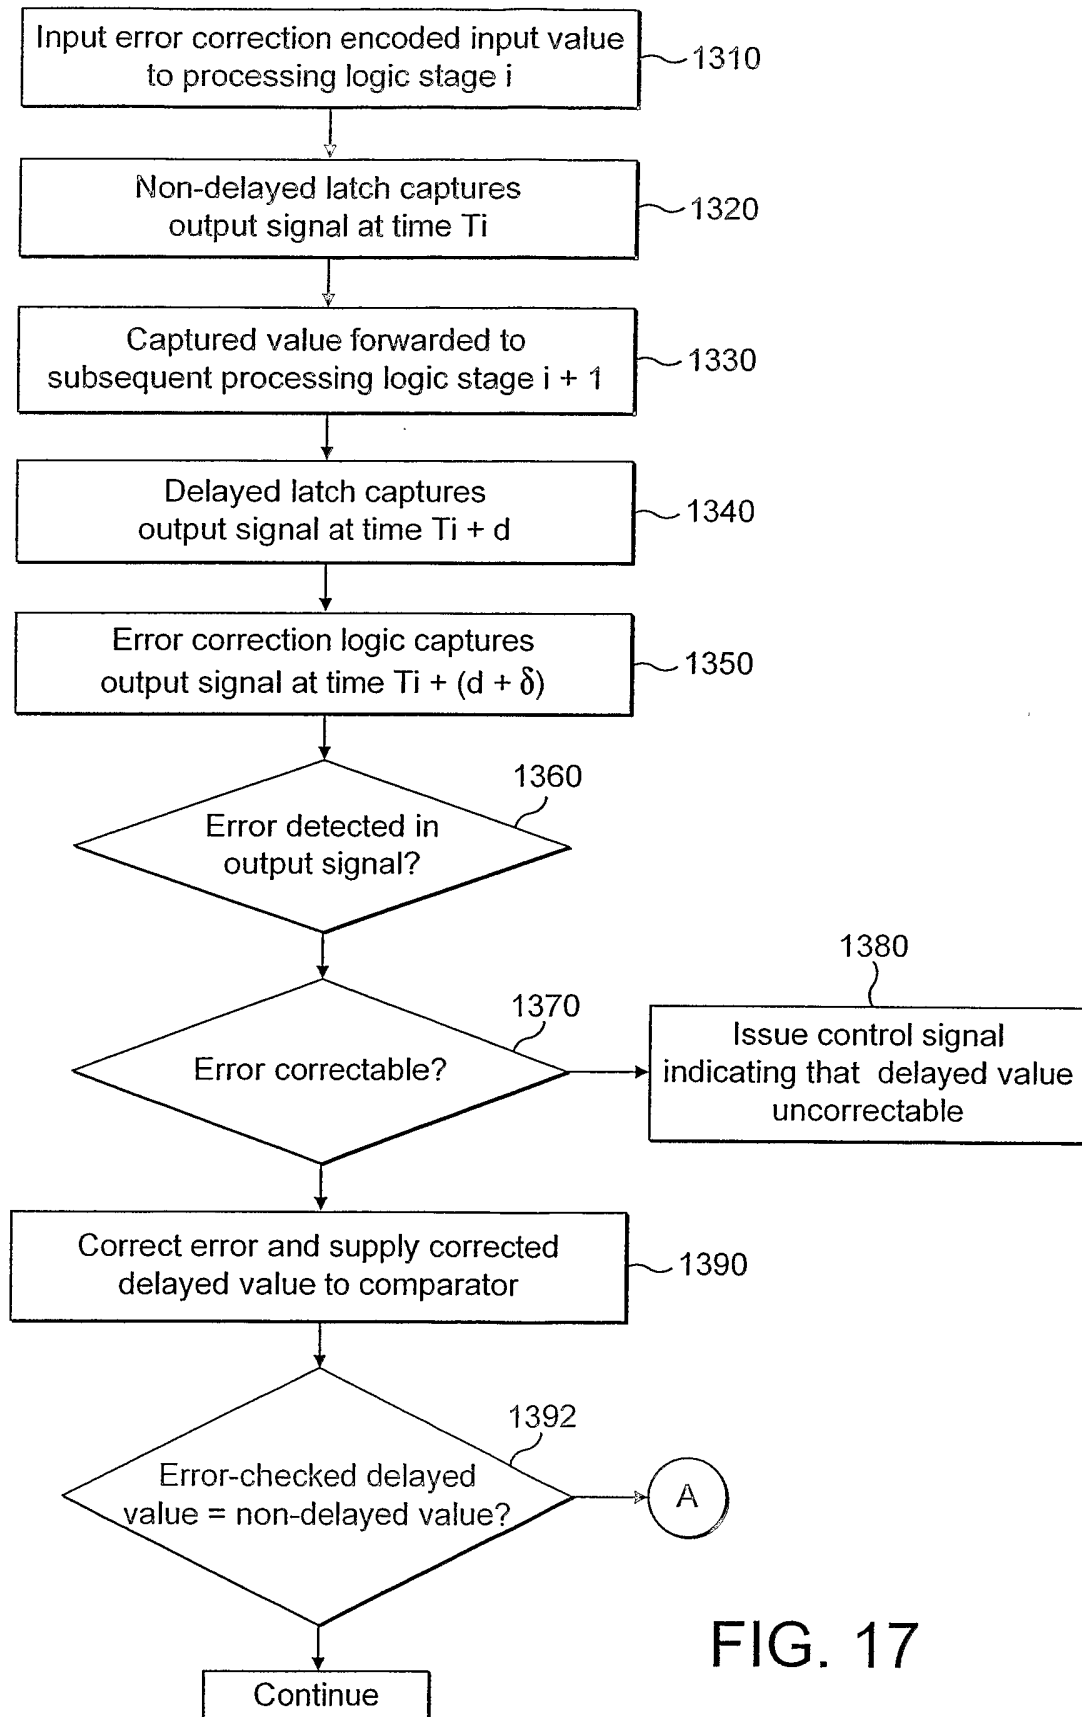 Input error correction encoded input value
to processing logic stage i
1310
Non-delayed latch captures
output signal at time Ti
1320
Captured value forwarded to
subsequent processing logic stage i + 1
1330
Delayed latch captures
output signal at time Ti + d
1340
Error correction logic captures
output signal at time Ti + (d + δ)
1350
1360
Error detected in
output signal?
1370
Error correctable?
1380
Issue control signal
indicating that delayed value
uncorrectable
Correct error and supply corrected
delayed value to comparator
1390
1392
Error-checked delayed
value = non-delayed value?
A
Continue
FIG. 17